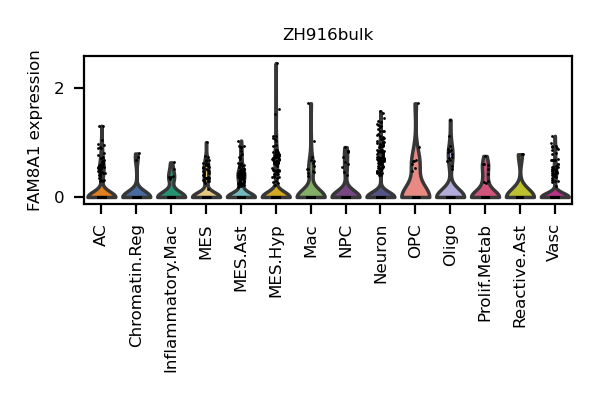 ZH916bulk
FAM8A1 expression
2
0
AC
Chromatin.Reg
Inflammatory.Mac
MES
MES.Ast
MES.Hyp
Mac
NPC
Neuron
OPC
Oligo
Prolif.Metab
Reactive.Ast
Vasc